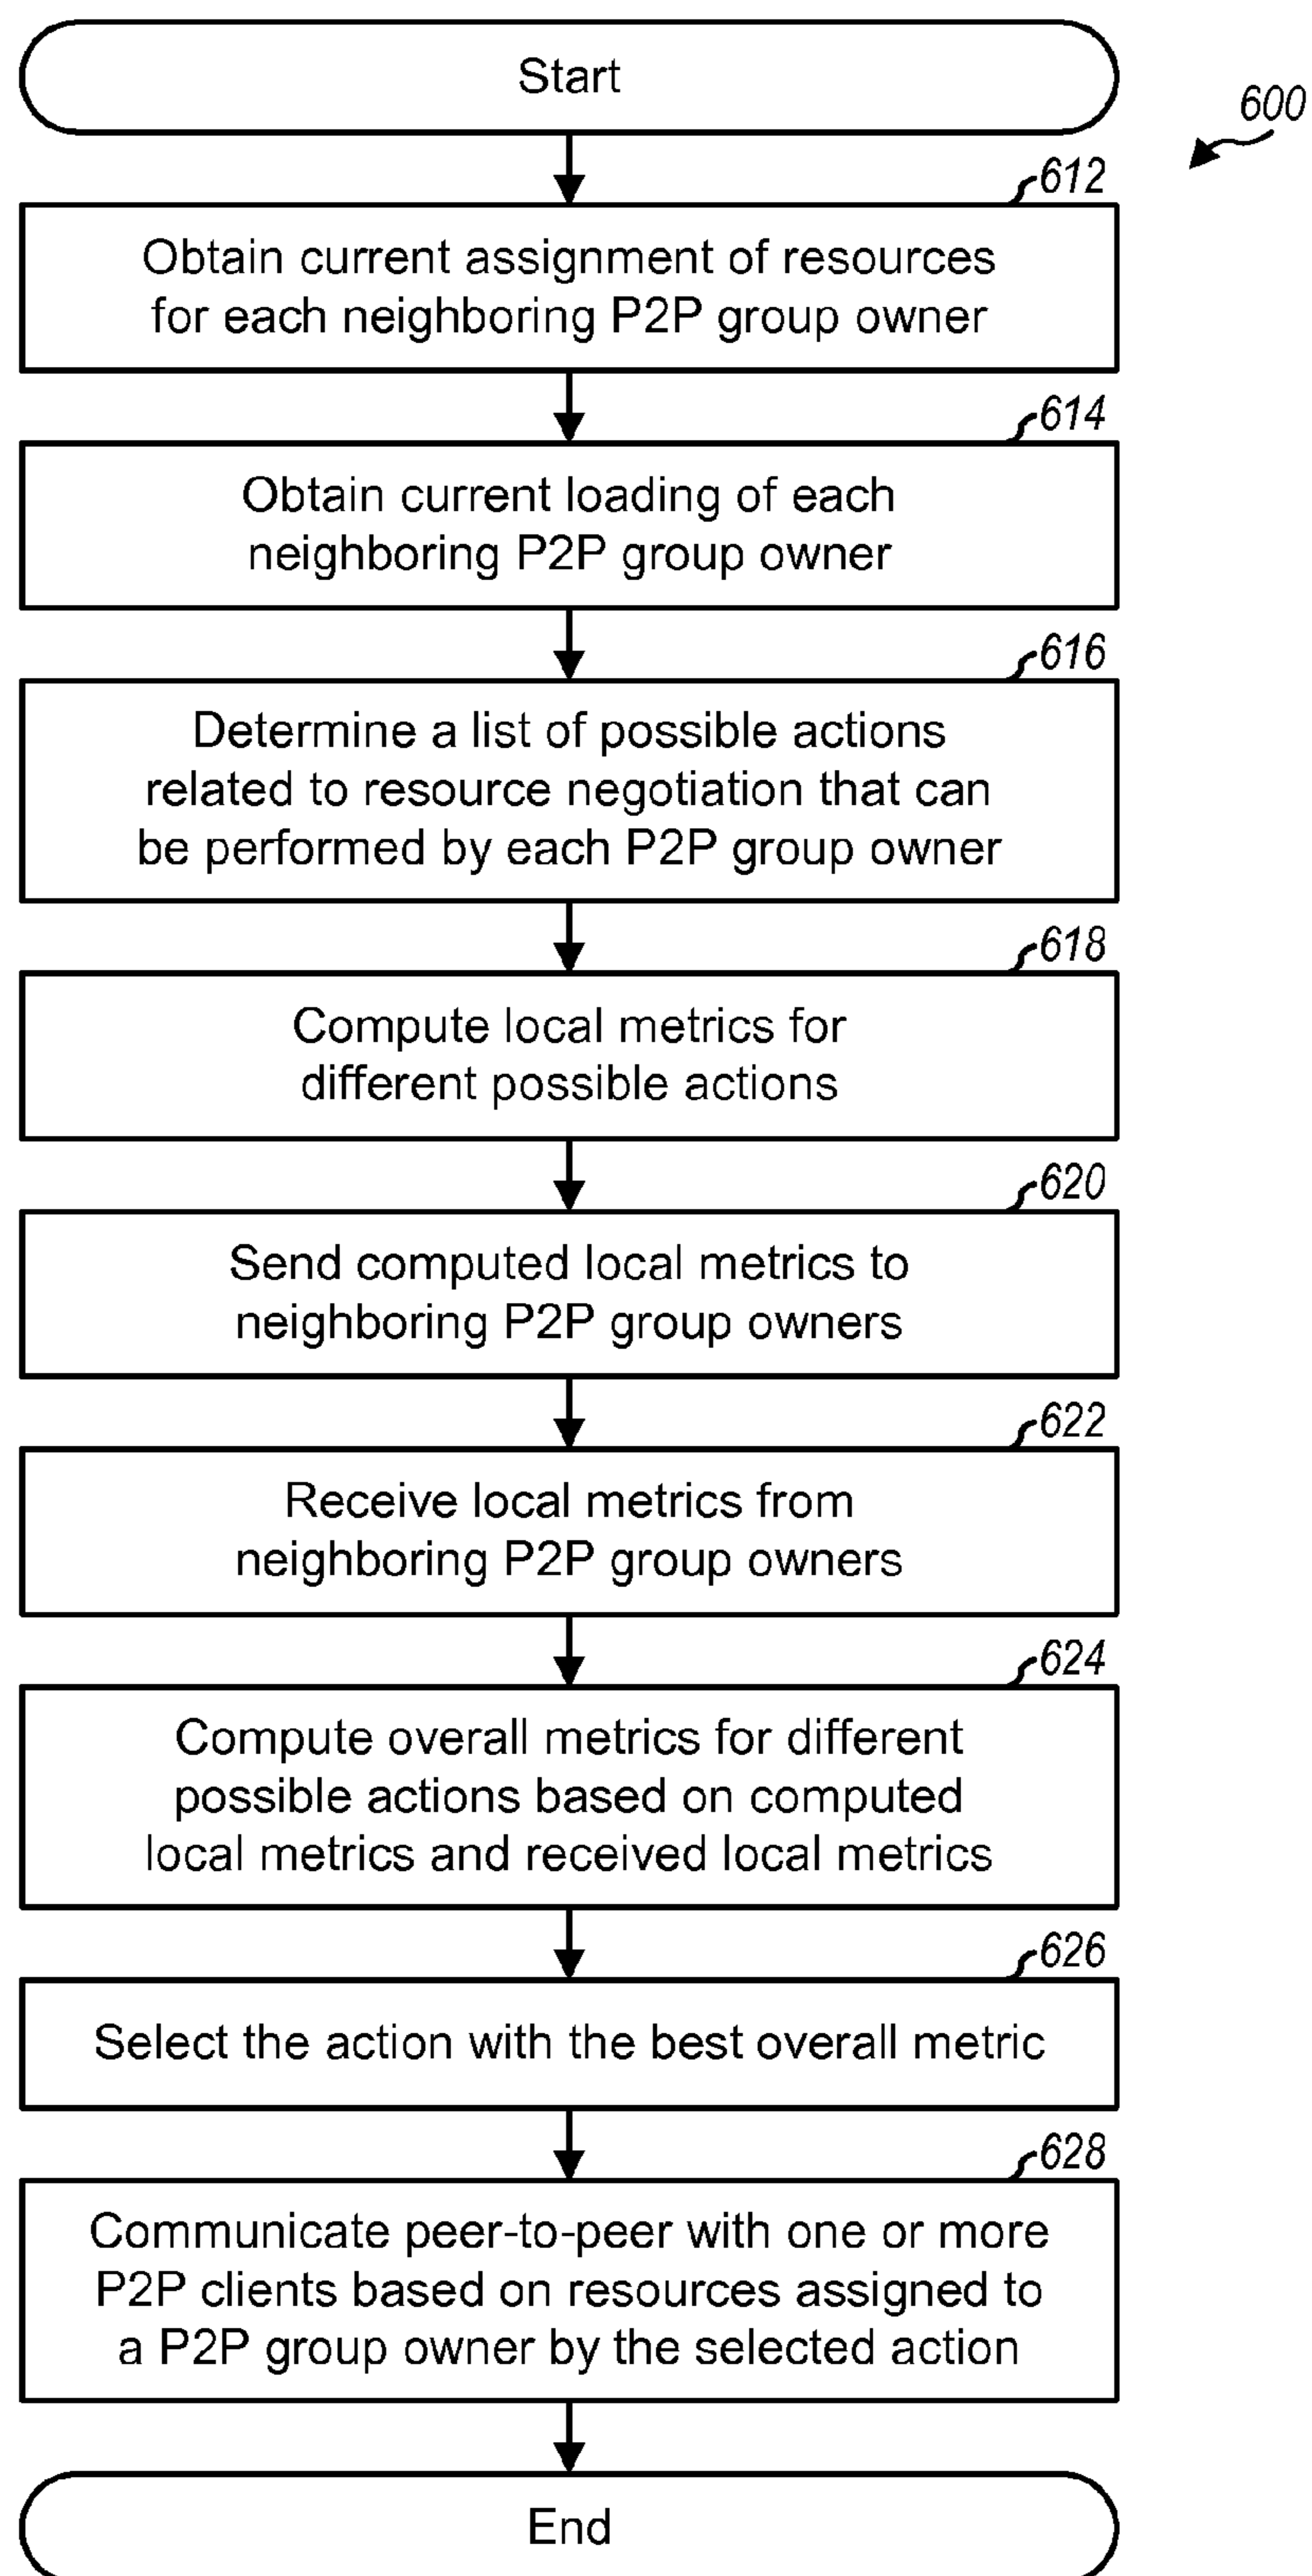 Start
600
612
Obtain current assignment of resources
for each neighboring P2P group owner
614
Obtain current loading of each
neighboring P2P group owner
616
Determine a list of possible actions
related to resource negotiation that can
be performed by each P2P group owner
618
Compute local metrics for
different possible actions
620
Send computed local metrics to
neighboring P2P group owners
622
Receive local metrics from
neighboring P2P group owners
624
Compute overall metrics for different
possible actions based on computed
local metrics and received local metrics
626
Select the action with the best overall metric
628
Communicate peer-to-peer with one or more
P2P clients based on resources assigned to
a P2P group owner by the selected action
End